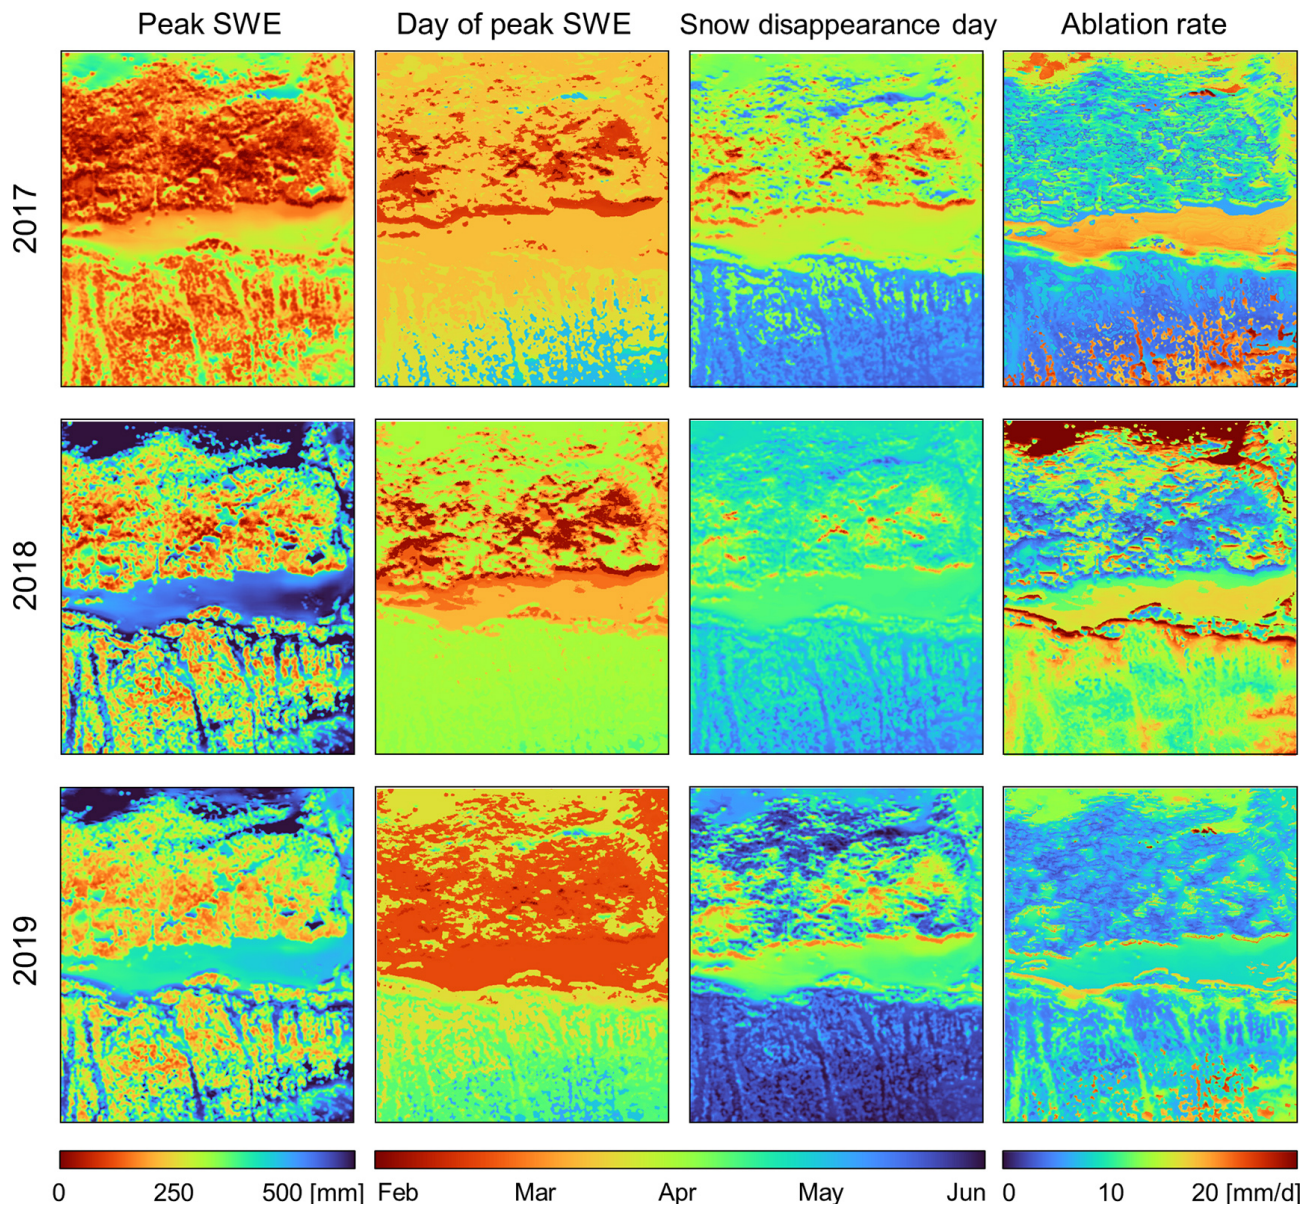 Peak SWE Day of peak SWE Snow disappearance day Ablation rate
2017
2018
2019
0 250 500 [mm] Feb Mar Apr May Jun 0 10 20 [mm/d]